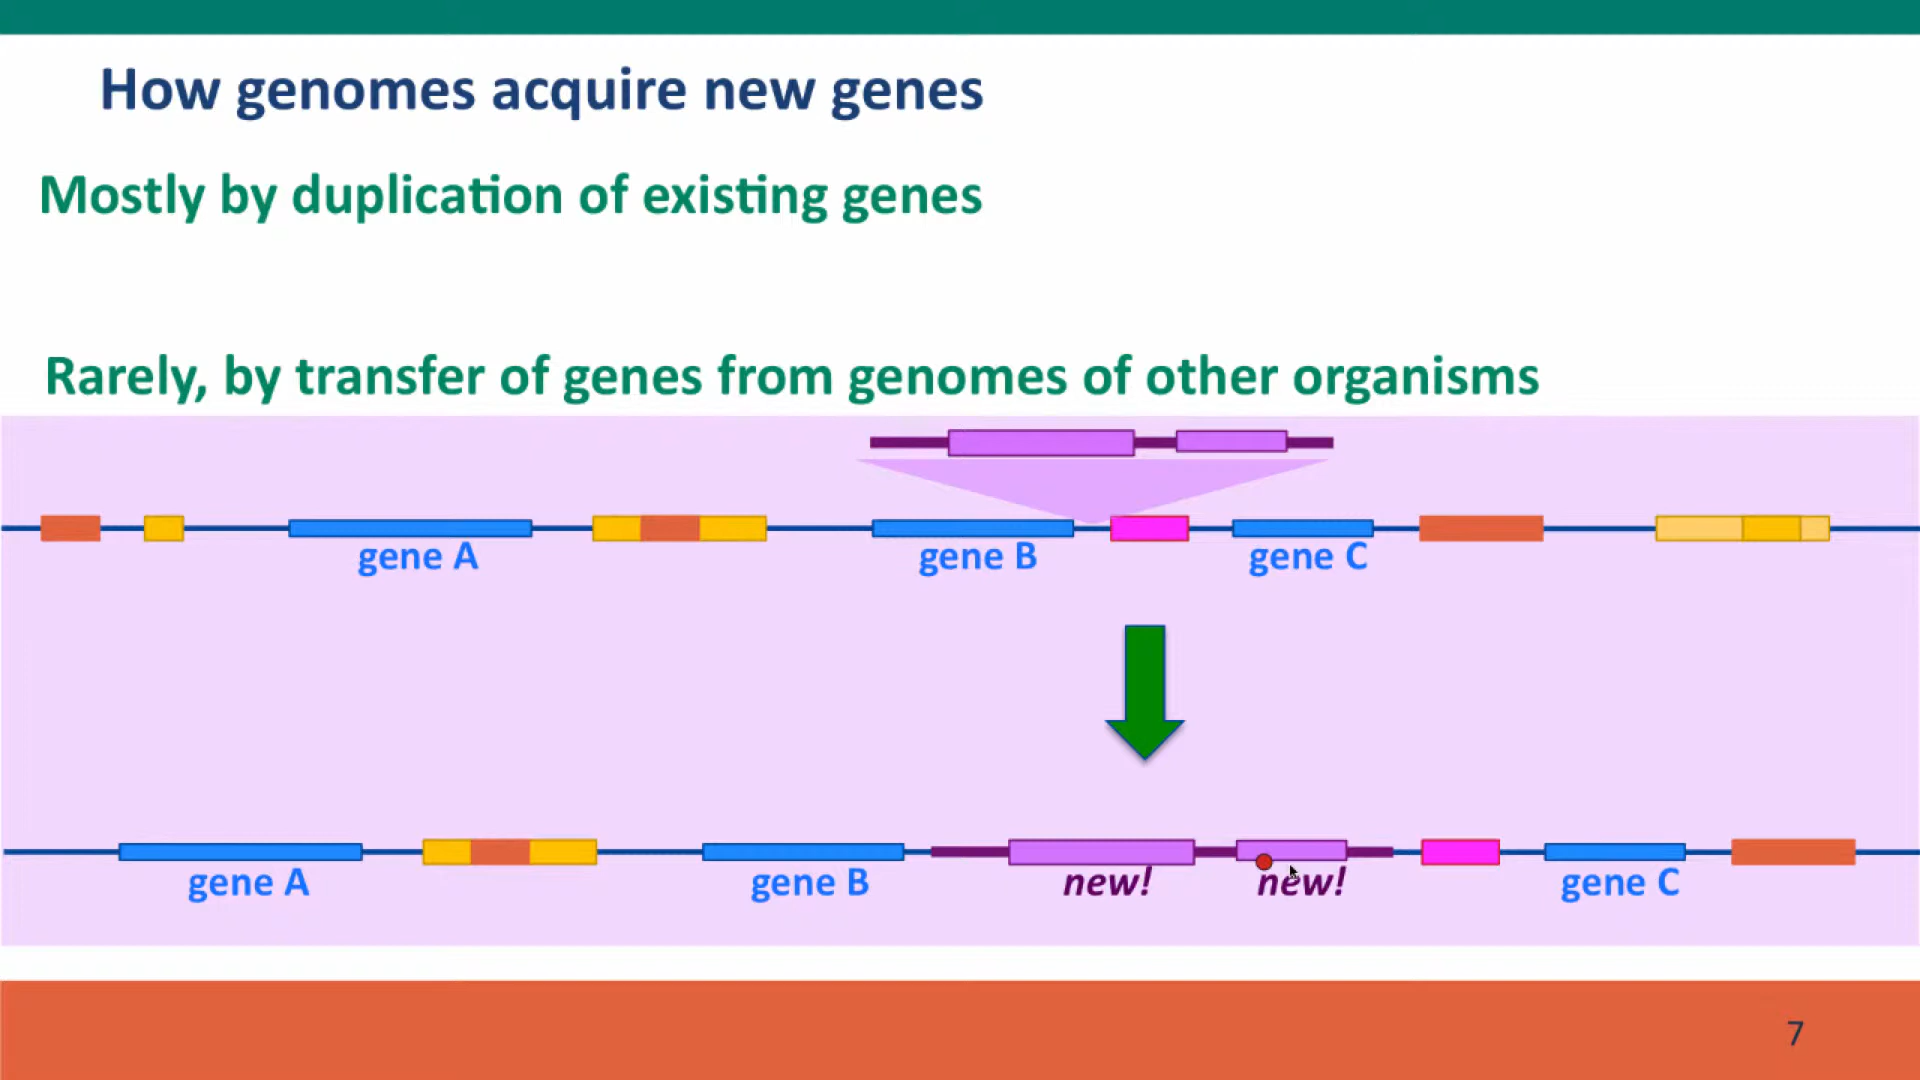 How genomes acquire new genes
Mostly by duplication of existing genes
Rarely, by transfer of genes from genomes of other organisms
gene A gene B gene C
gene A gene B new! new! gene C
7